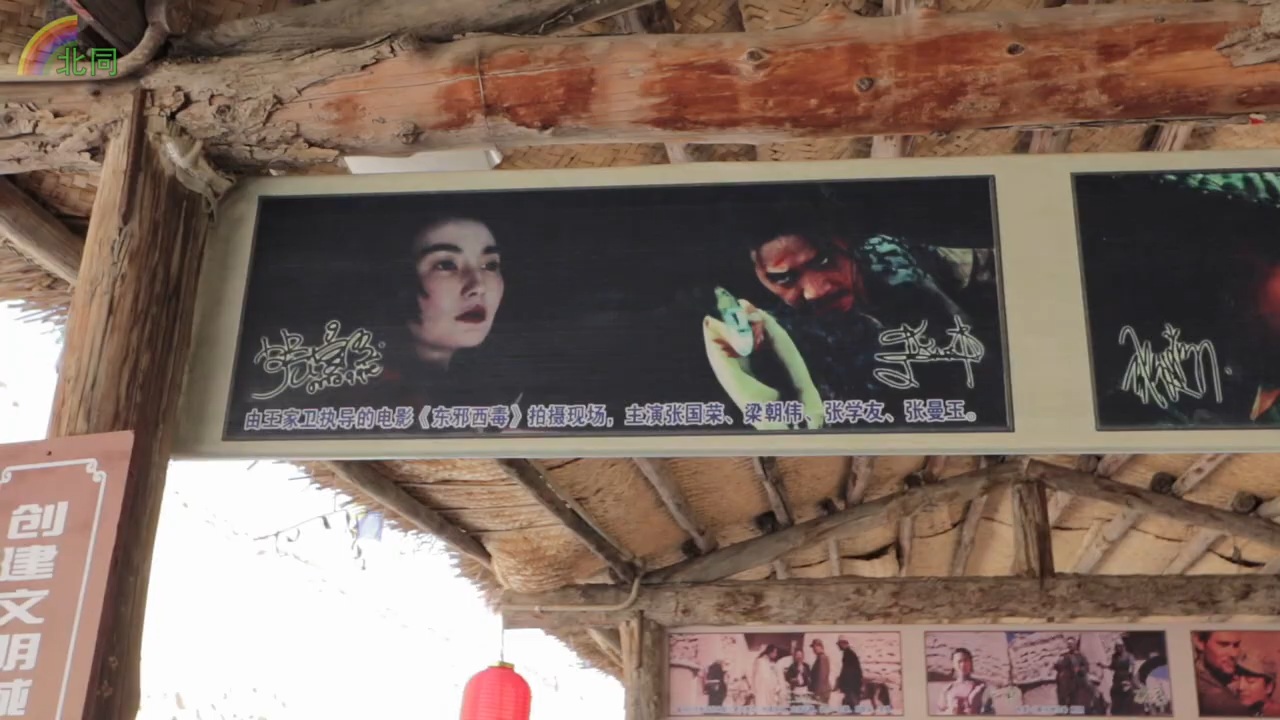 北同
由王家卫执导的电影《东邪西毒》拍摄现场，主演张国荣、梁朝伟、张学友、张曼玉。
创建文明城